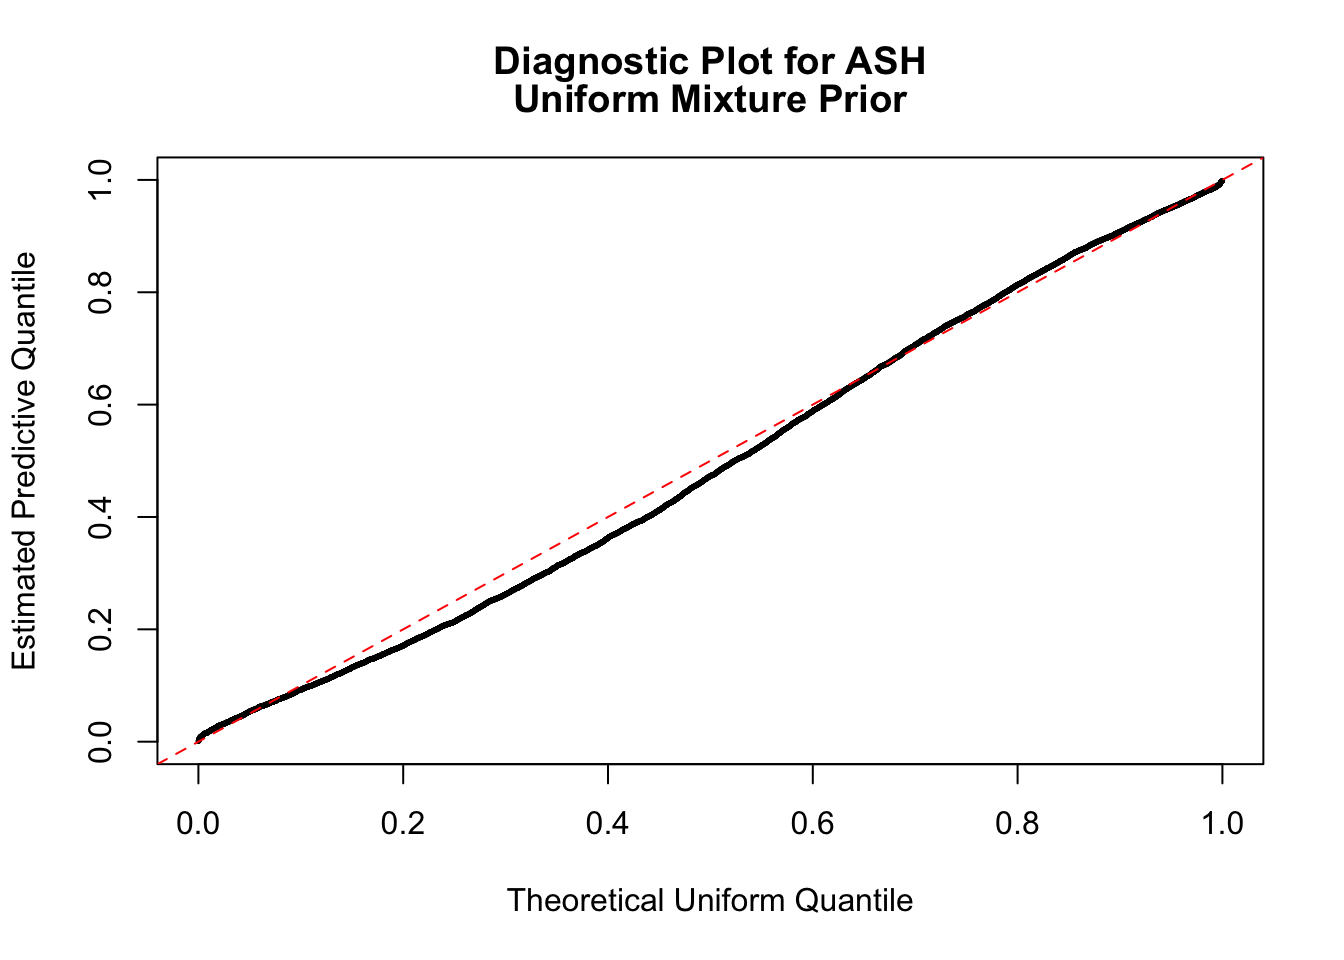 Diagnostic Plot for ASH
Uniform Mixture Prior
Estimated Predictive Quantile
1.0
0.8
0.6
0.4
0.2
0.0
0.0 0.2 0.4 0.6 0.8 1.0
Theoretical Uniform Quantile